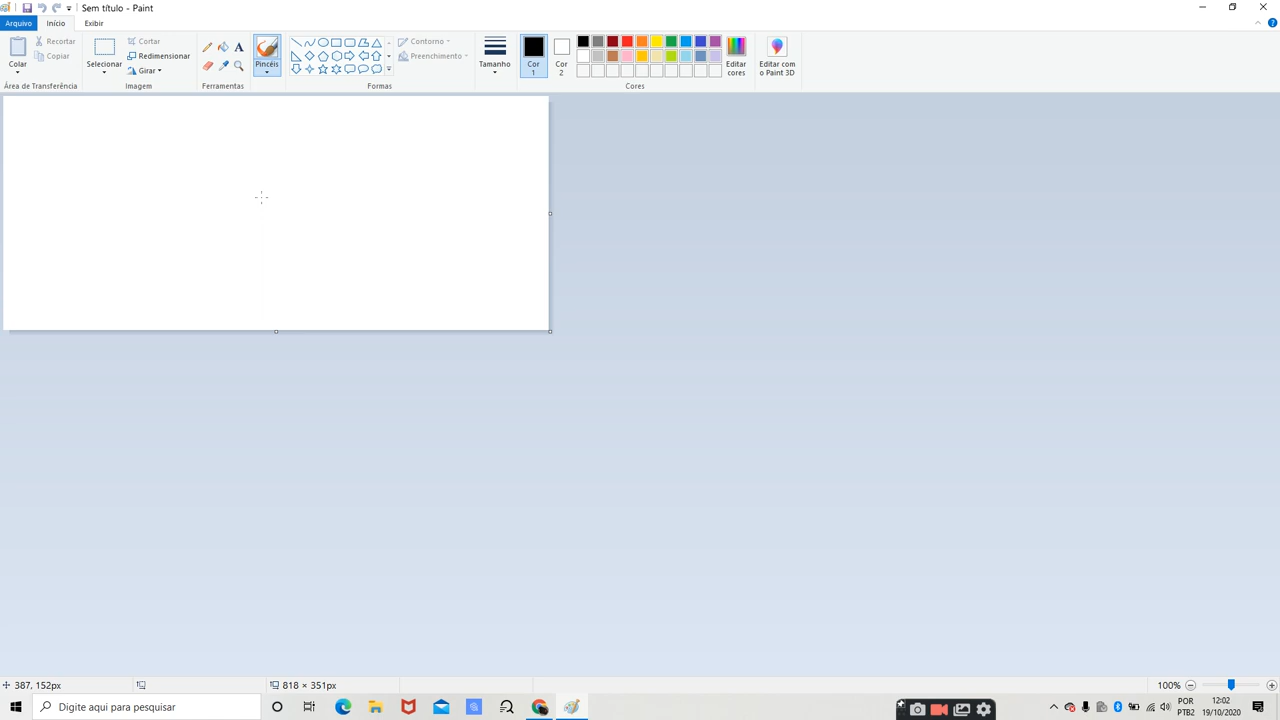 Sem título - Paint
Arquivo Início Exibir
Colar
Recortar
Copiar
Área de Transferência
Selecionar
Cortar
Redimensionar
Girar
Imagem
A
Ferramentas
Pincéis
Contorno
Preenchimento
Formas
Tamanho
Cor
1
Cor
2
Editar
cores
Cores
Editar com
o Paint 3D
387, 152px
818 × 351px
100%
Digite aqui para pesquisar
POR
PTB2
12:02
19/10/2020